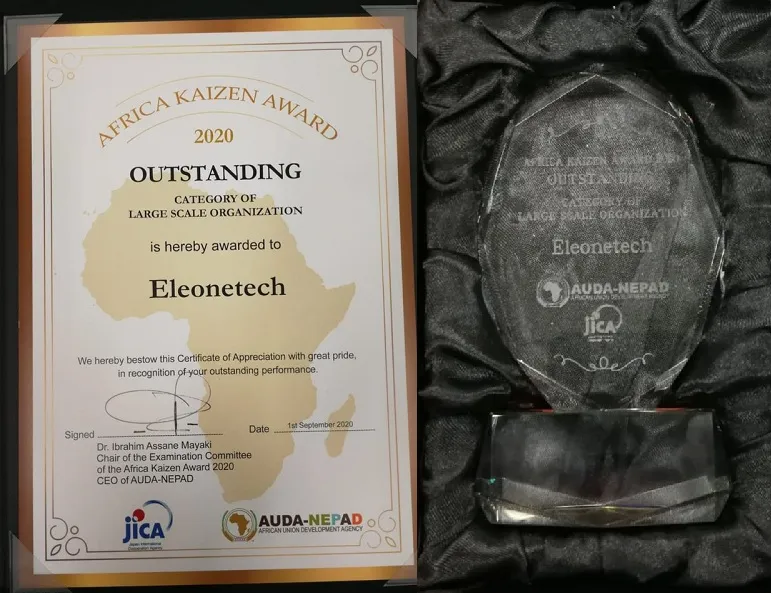 AFRICA KAIZEN AWARD
2020
OUTSTANDING
CATEGORY OF
LARGE SCALE ORGANIZATION
is hereby awarded to
Eleonetech
We hereby bestow this Certificate of Appreciation with great pride,
in recognition of your outstanding performance.
Signed
Date 1st September 2020
Dr. Ibrahim Assane Mayaki
Chair of the Examination Committee
of the Africa Kaizen Award 2020
CEO of AUDA-NEPAD
jICA
Japan International
Cooperation Agency
AUDA-NEPAD
AFRICAN UNION DEVELOPMENT AGENCY
AFRICA KAIZEN AWARD
OUTSTANDING
CATEGORY OF
LARGE SCALE ORGANIZATION
Eleonetech
AUDA-NEPAD
AFRICAN UNION DEVELOPMENT AGENCY
jICA